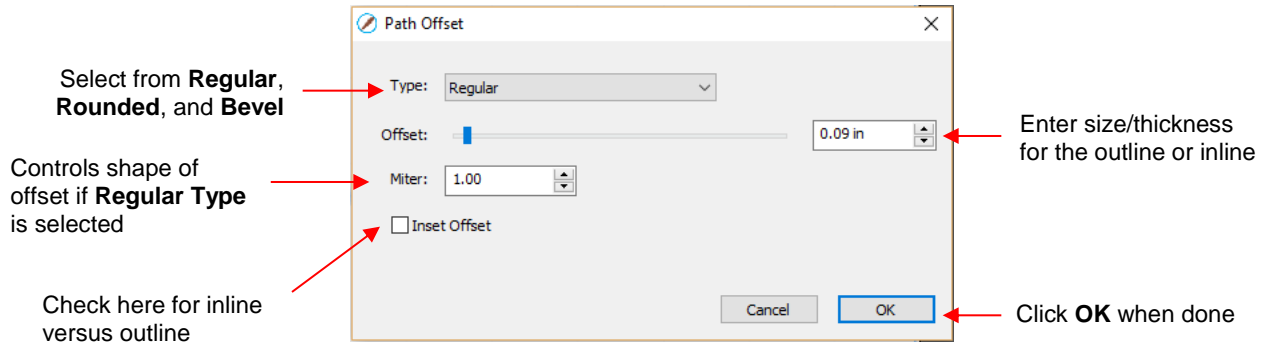 Path Offset
Select from Regular,
Rounded, and Bevel
Type:
Regular
Offset:
0.09 in
Enter size/thickness
for the outline or inline
Controls shape of
offset if Regular Type
is selected
Miter:
1.00
Inset Offset
Check here for inline
versus outline
Cancel
OK
Click OK when done